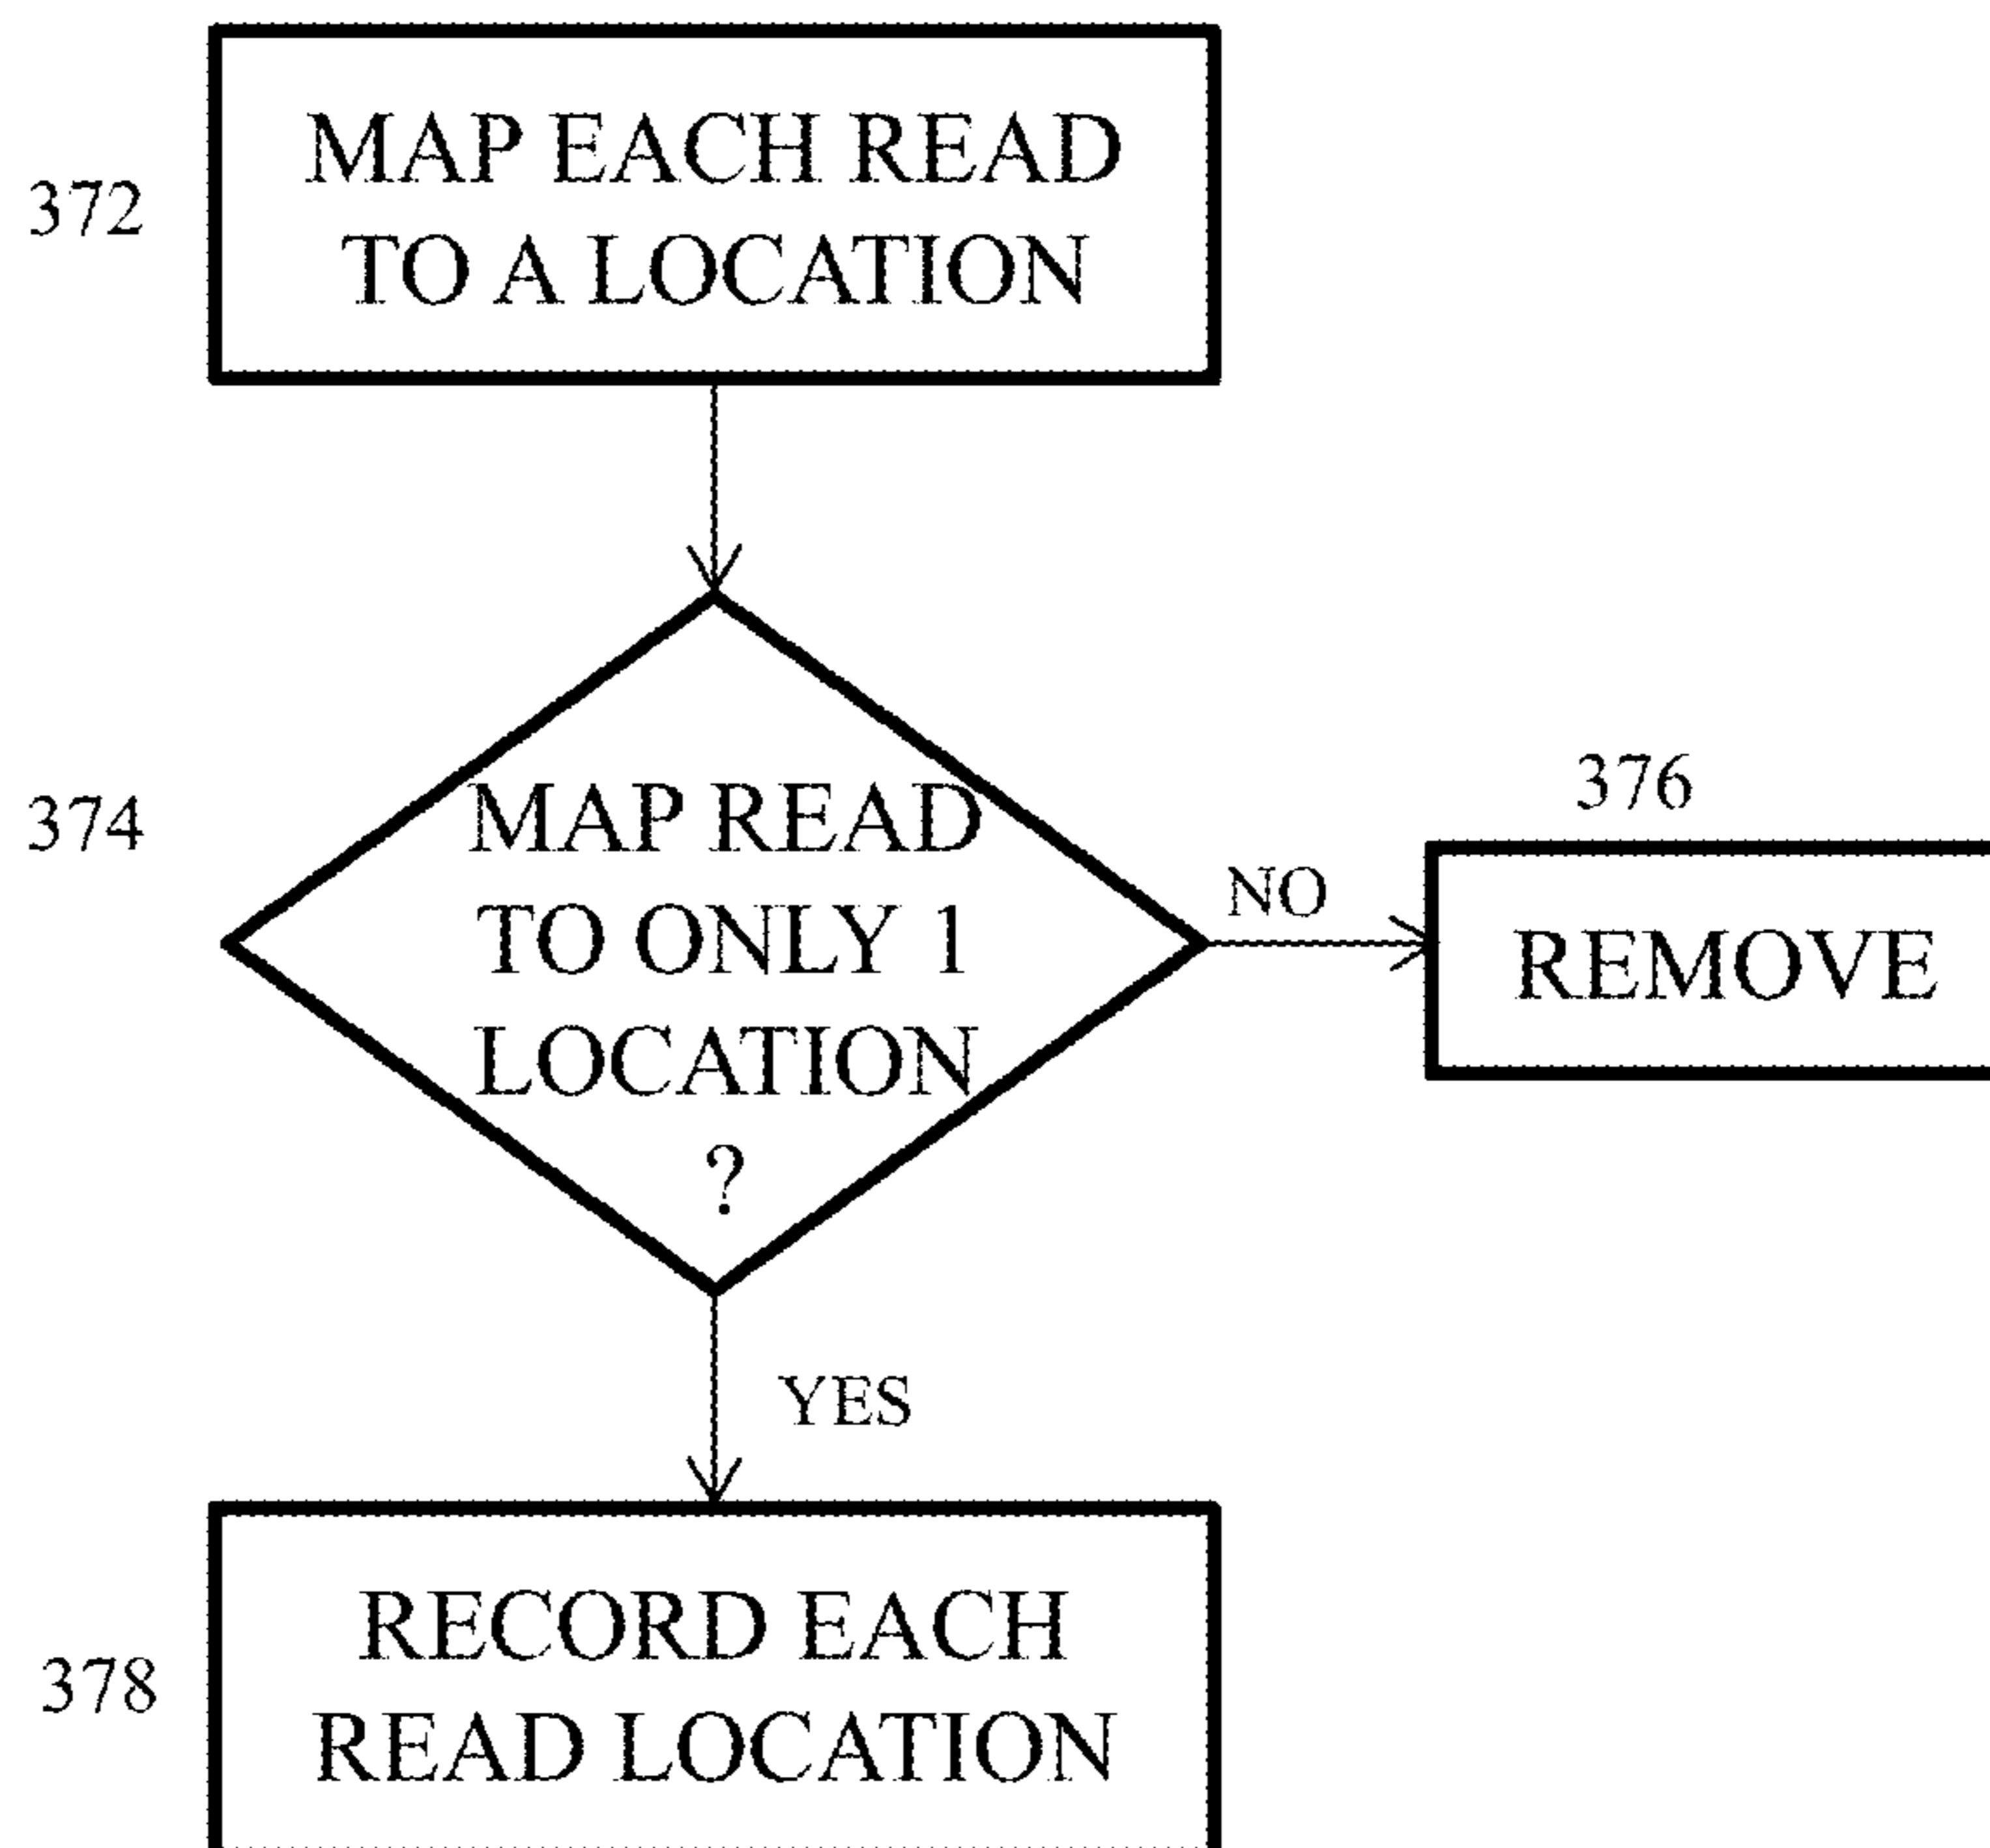 372
MAP EACH READ
TO A LOCATION
374
MAP READ
TO ONLY 1
LOCATION
?
NO
376
REMOVE
YES
378
RECORD EACH
READ LOCATION